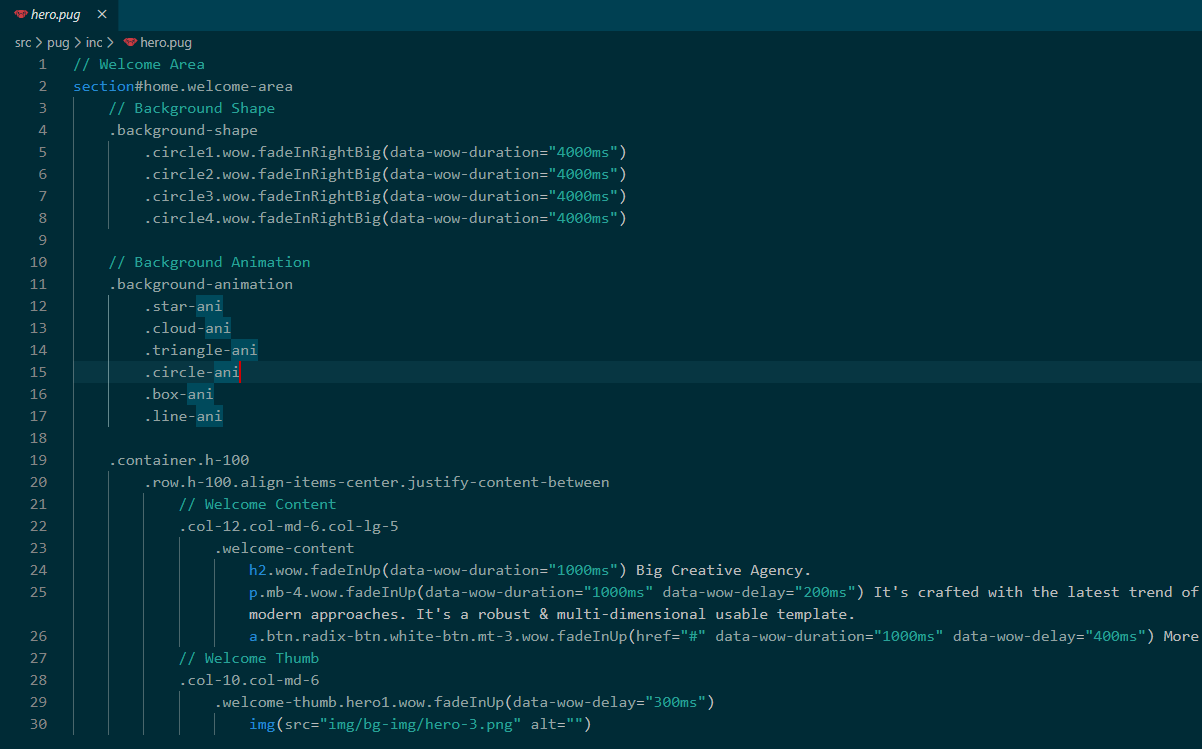 hero.pug ×
src > pug > inc > hero.pug
1 // Welcome Area
2 section#home.welcome-area
3     // Background Shape
4     .background-shape
5         .circle1.wow.fadeInRightBig(data-wow-duration="4000ms")
6         .circle2.wow.fadeInRightBig(data-wow-duration="4000ms")
7         .circle3.wow.fadeInRightBig(data-wow-duration="4000ms")
8         .circle4.wow.fadeInRightBig(data-wow-duration="4000ms")
9
10     // Background Animation
11     .background-animation
12         .star-ani
13         .cloud-ani
14         .triangle-ani
15         .circle-ani
16         .box-ani
17         .line-ani
18
19     .container.h-100
20         .row.h-100.align-items-center.justify-content-between
21             // Welcome Content
22             .col-12.col-md-6.col-lg-5
23                 .welcome-content
24                     h2.wow.fadeInUp(data-wow-duration="1000ms") Big Creative Agency.
25                     p.mb-4.wow.fadeInUp(data-wow-duration="1000ms" data-wow-delay="200ms") It's crafted with the latest trend of
modern approaches. It's a robust & multi-dimensional usable template.
26                     a.btn.radix-btn.white-btn.mt-3.wow.fadeInUp(href="#" data-wow-duration="1000ms" data-wow-delay="400ms") More
27             // Welcome Thumb
28             .col-10.col-md-6
29                 .welcome-thumb.hero1.wow.fadeInUp(data-wow-delay="300ms")
30                     img(src="img/bg-img/hero-3.png" alt="")